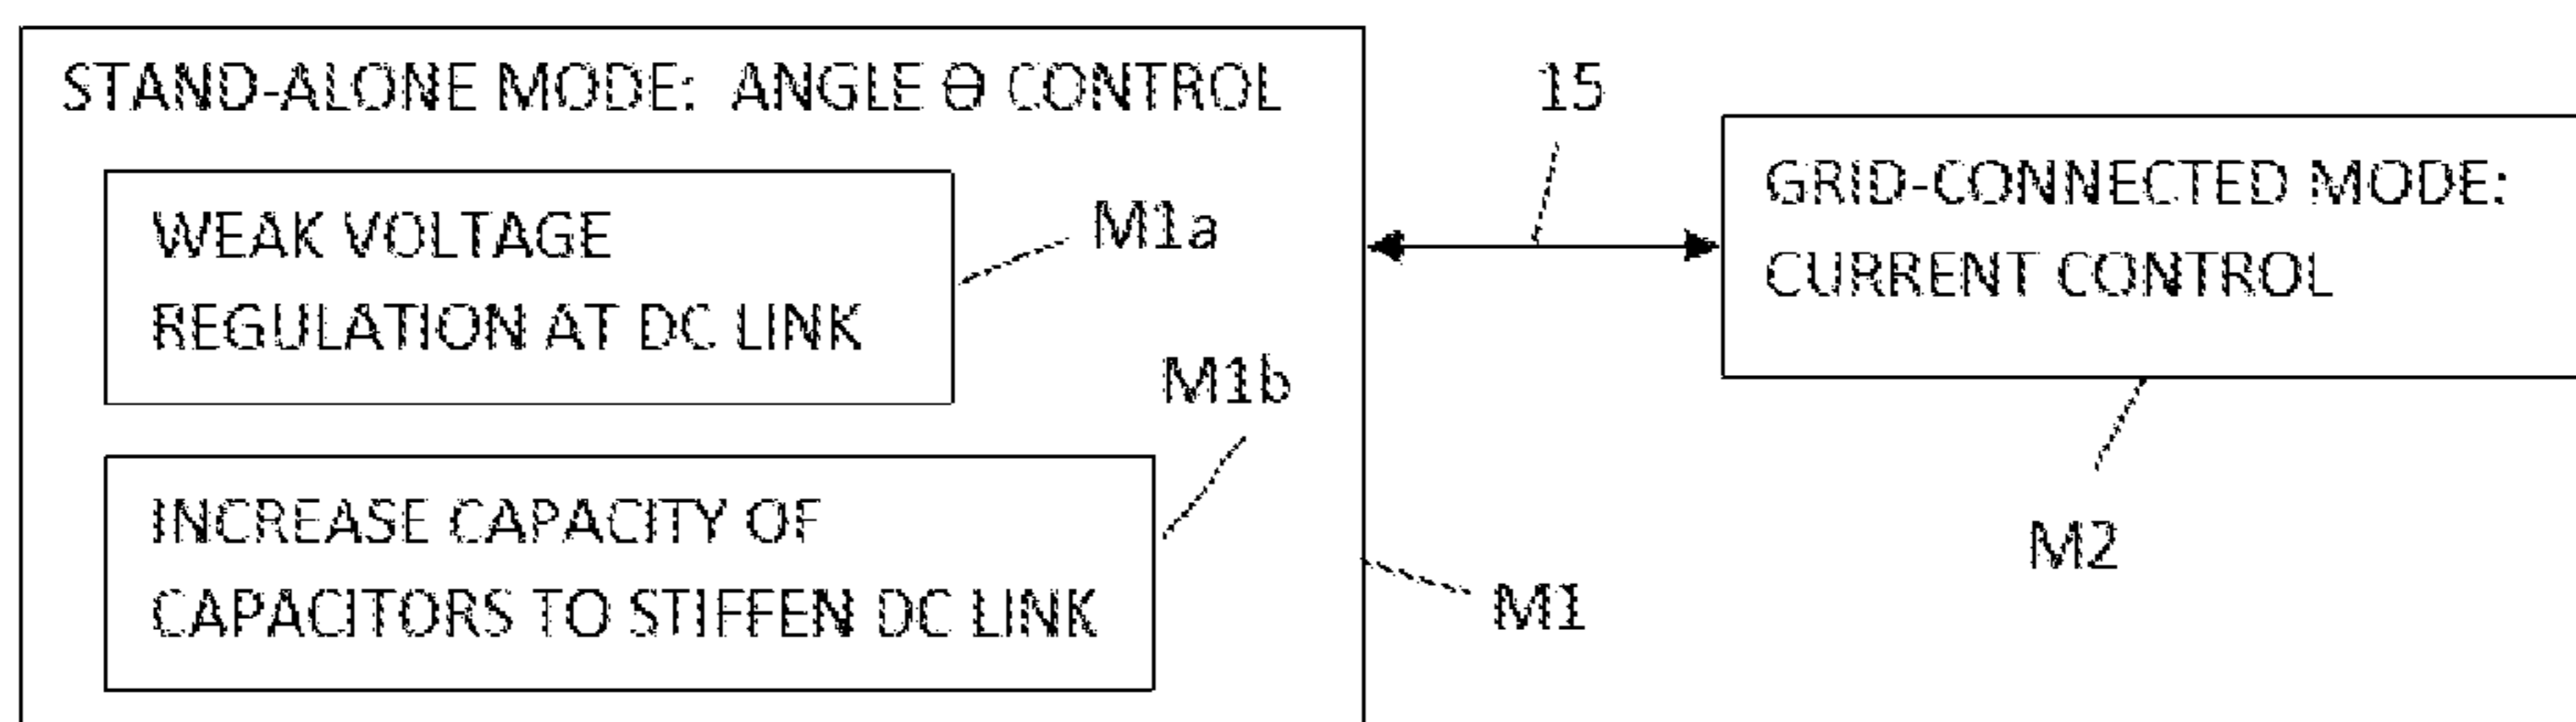 STAND-ALONE MODE: ANGLE Θ CONTROL
WEAK VOLTAGE
REGULATION AT DC LINK
M1a
M1b
INCREASE CAPACITY OF
CAPACITORS TO STIFFEN DC LINK
M1
15
GRID-CONNECTED MODE:
CURRENT CONTROL
M2